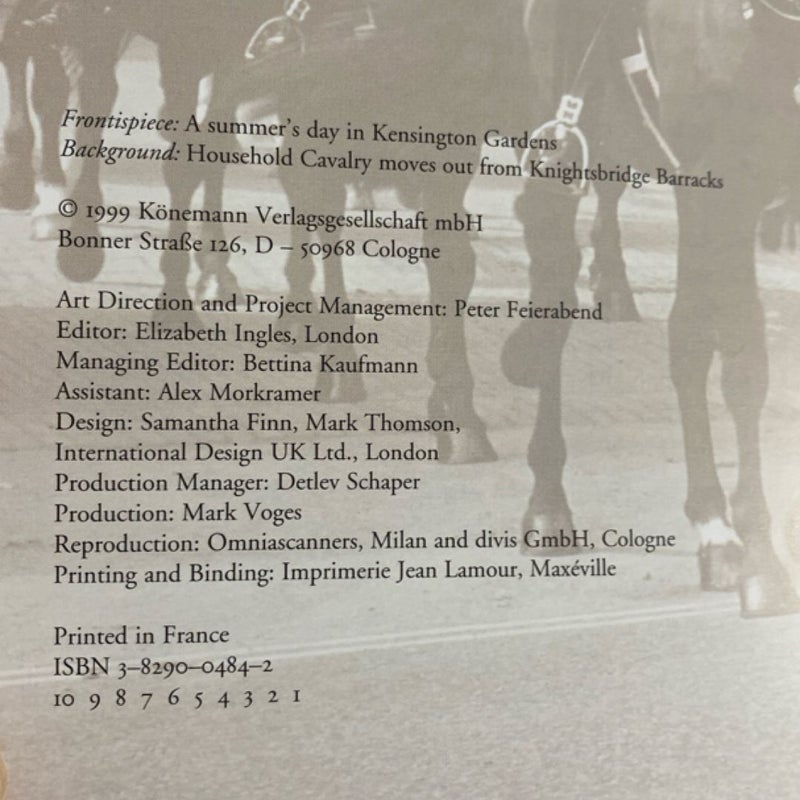 Frontispiece: A summer's day in Kensington Gardens
Background: Household Cavalry moves out from Knightsbridge Barracks
© 1999 Könemann Verlagsgesellschaft mbH
Bonner Straße 126, D – 50968 Cologne
Art Direction and Project Management: Peter Feierabend
Editor: Elizabeth Ingles, London
Managing Editor: Bettina Kaufmann
Assistant: Alex Morkramer
Design: Samantha Finn, Mark Thomson,
International Design UK Ltd., London
Production Manager: Detlev Schaper
Production: Mark Voges
Reproduction: Omniascanners, Milan and divis GmbH, Cologne
Printing and Binding: Imprimerie Jean Lamour, Maxéville
Printed in France
ISBN 3–8290–0484–2
10 9 8 7 6 5 4 3 2 1